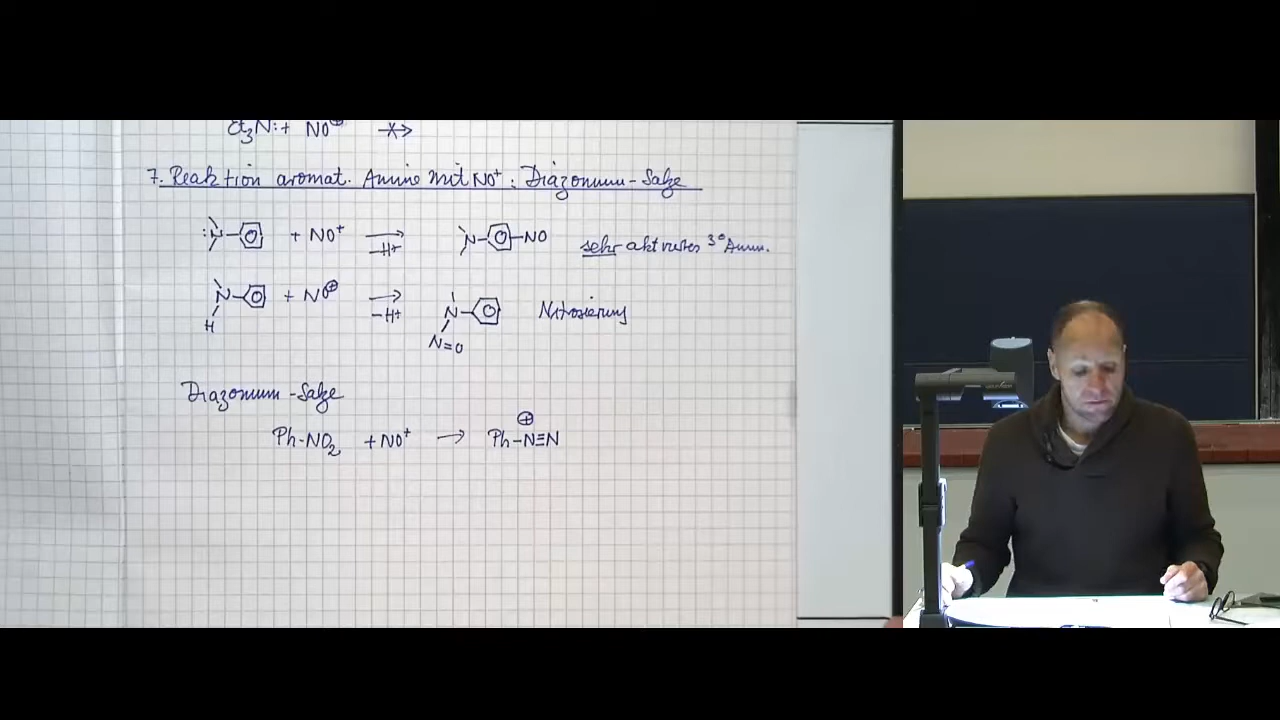 Et₃N: + NO⊕ ↛
7. Reaktion aromat. Amine mit NO⁺: Diazonium-Salze
:N + NO⁺ → −H⁺ N NO sehr aktiviertes 3° Amin.
N H + NO⊕ → −H⁺ N N=O Nitrosierung
Diazonium-Salze
Ph-NO₂ + NO⁺ → Ph-N≡N ⊕